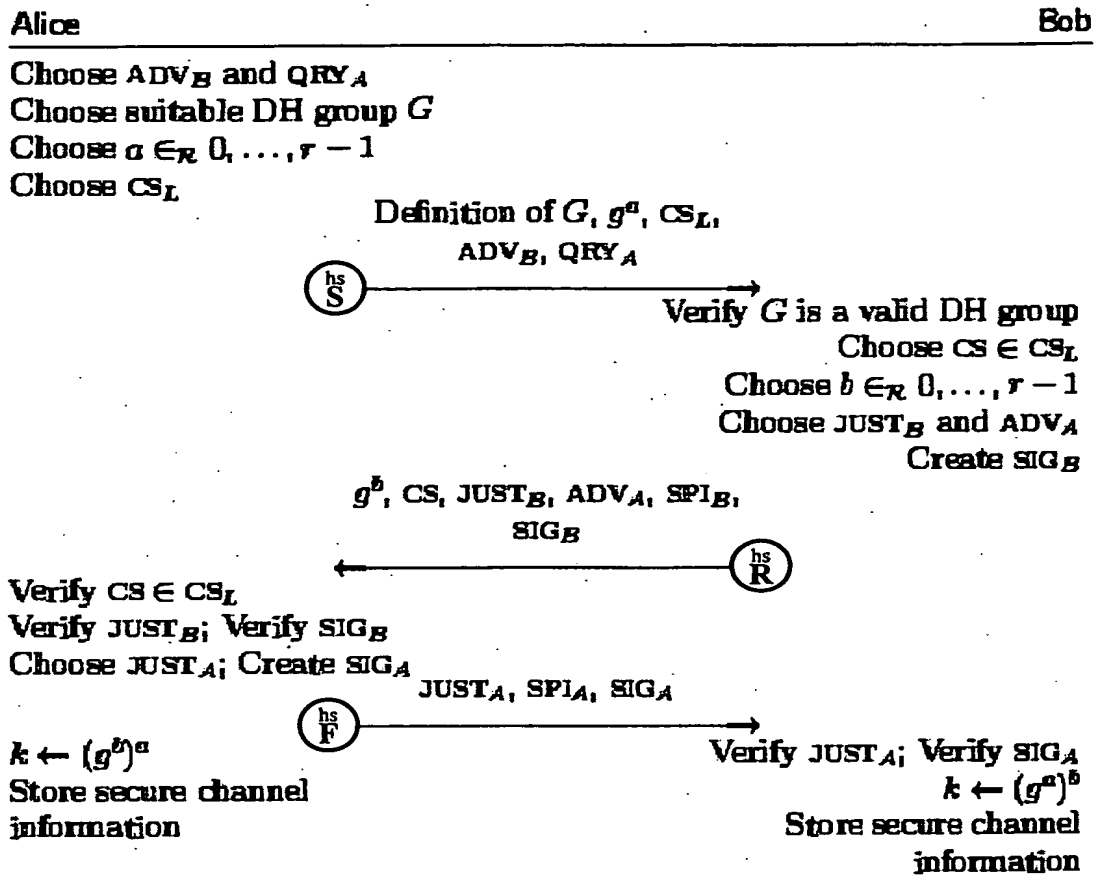 Alice
Bob
Choose ADV_B and QRY_A
Choose suitable DH group G
Choose a ∈_R 0, …, r − 1
Choose CS_L
Definition of G, g^a, CS_L,
ADV_B, QRY_A
hs
S
Verify G is a valid DH group
Choose CS ∈ CS_L
Choose b ∈_R 0, …, r − 1
Choose JUST_B and ADV_A
Create SIG_B
g^b, CS, JUST_B, ADV_A, SPI_B,
SIG_B
hs
R
Verify CS ∈ CS_L
Verify JUST_B; Verify SIG_B
Choose JUST_A; Create SIG_A
JUST_A, SPI_A, SIG_A
hs
F
k ← (g^b)^a
Store secure channel
information
Verify JUST_A; Verify SIG_A
k ← (g^a)^b
Store secure channel
information